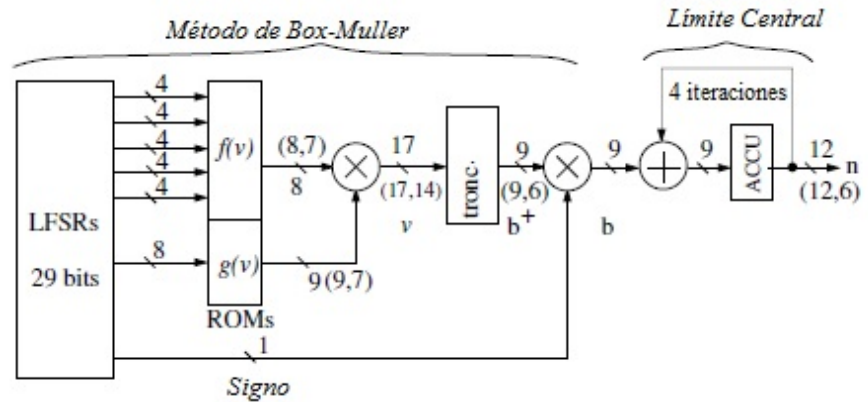 Método de Box-Muller
Límite Central
4
4
4
4
4
8
LFSRs
29 bits
f(v)
g(v)
ROMs
(8,7)
8
9(9,7)
17
(17,14)
v
tronc.
9
(9,6)
b+
9
b
4 iteraciones
9
ACCU
12
n
(12,6)
1
Signo